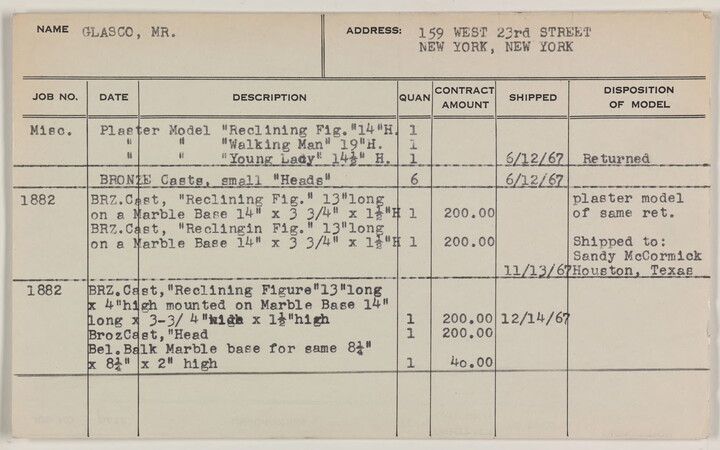 NAME GLASCO, MR. ADDRESS: 159 WEST 23rd STREET
NEW YORK, NEW YORK
JOB NO. DATE DESCRIPTION QUAN CONTRACT AMOUNT SHIPPED DISPOSITION OF MODEL
Misc. Plaster Model "Reclining Fig."14"H. 1
" " "Walking Man" 19"H. 1
" " "Young Lady" 14½" H. 1 6/12/67 Returned
BRONZE Casts, small "Heads" 6 6/12/67
1882 BRZ.Cast, "Reclining Fig." 13"long plaster model
on a Marble Base 14" x 3 3/4" x 1½"H 1 200.00 of same ret.
BRZ.Cast, "Reclingin Fig." 13"long
on a Marble Base 14" x 3 3/4" x 1½"H 1 200.00 Shipped to:
Sandy McCormick
11/13/67 Houston, Texas
1882 BRZ.Cast,"Reclining Figure"13"long
x 4"high mounted on Marble Base 14"
long x 3-3/ 4" x 1½"high 1 200.00 12/14/67
BrozCast,"Head 1 200.00
Bel.Balk Marble base for same 8¼"
x 8¼" x 2" high 1 40.00